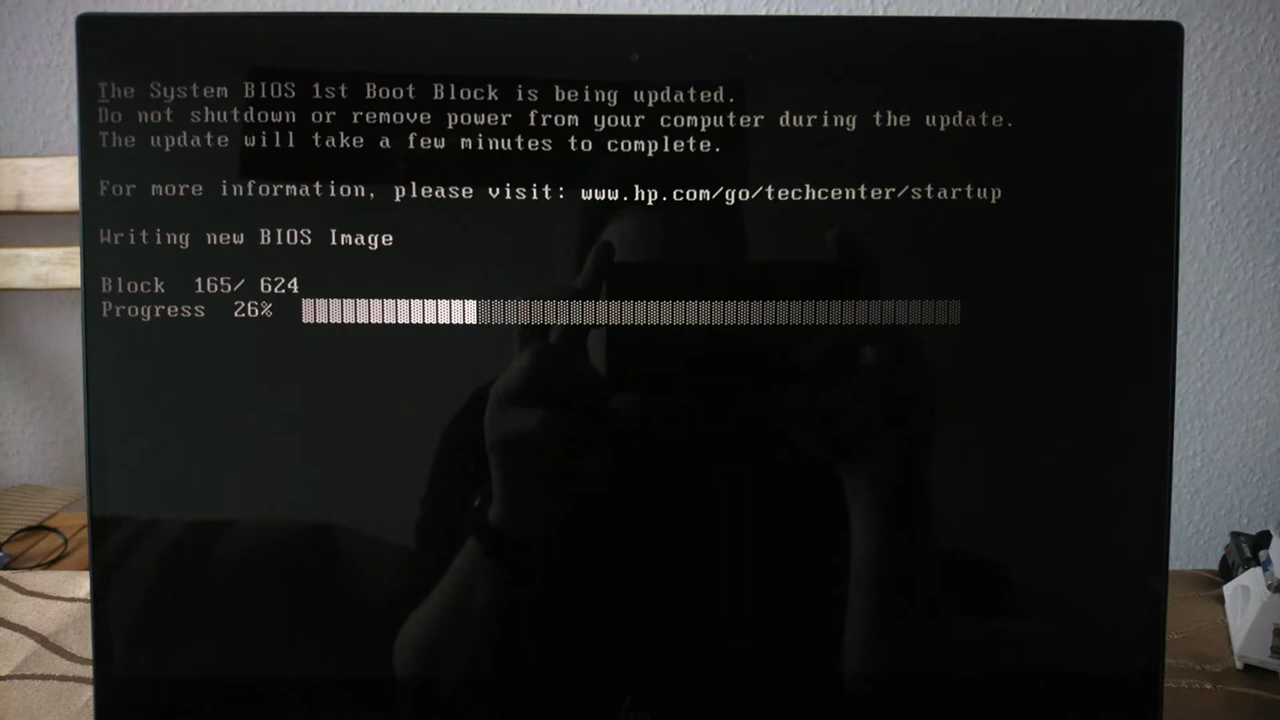 The System BIOS 1st Boot Block is being updated.
Do not shutdown or remove power from your computer during the update.
The update will take a few minutes to complete.
For more information, please visit: www.hp.com/go/techcenter/startup
Writing new BIOS Image
Block 165/ 624
Progress 26%